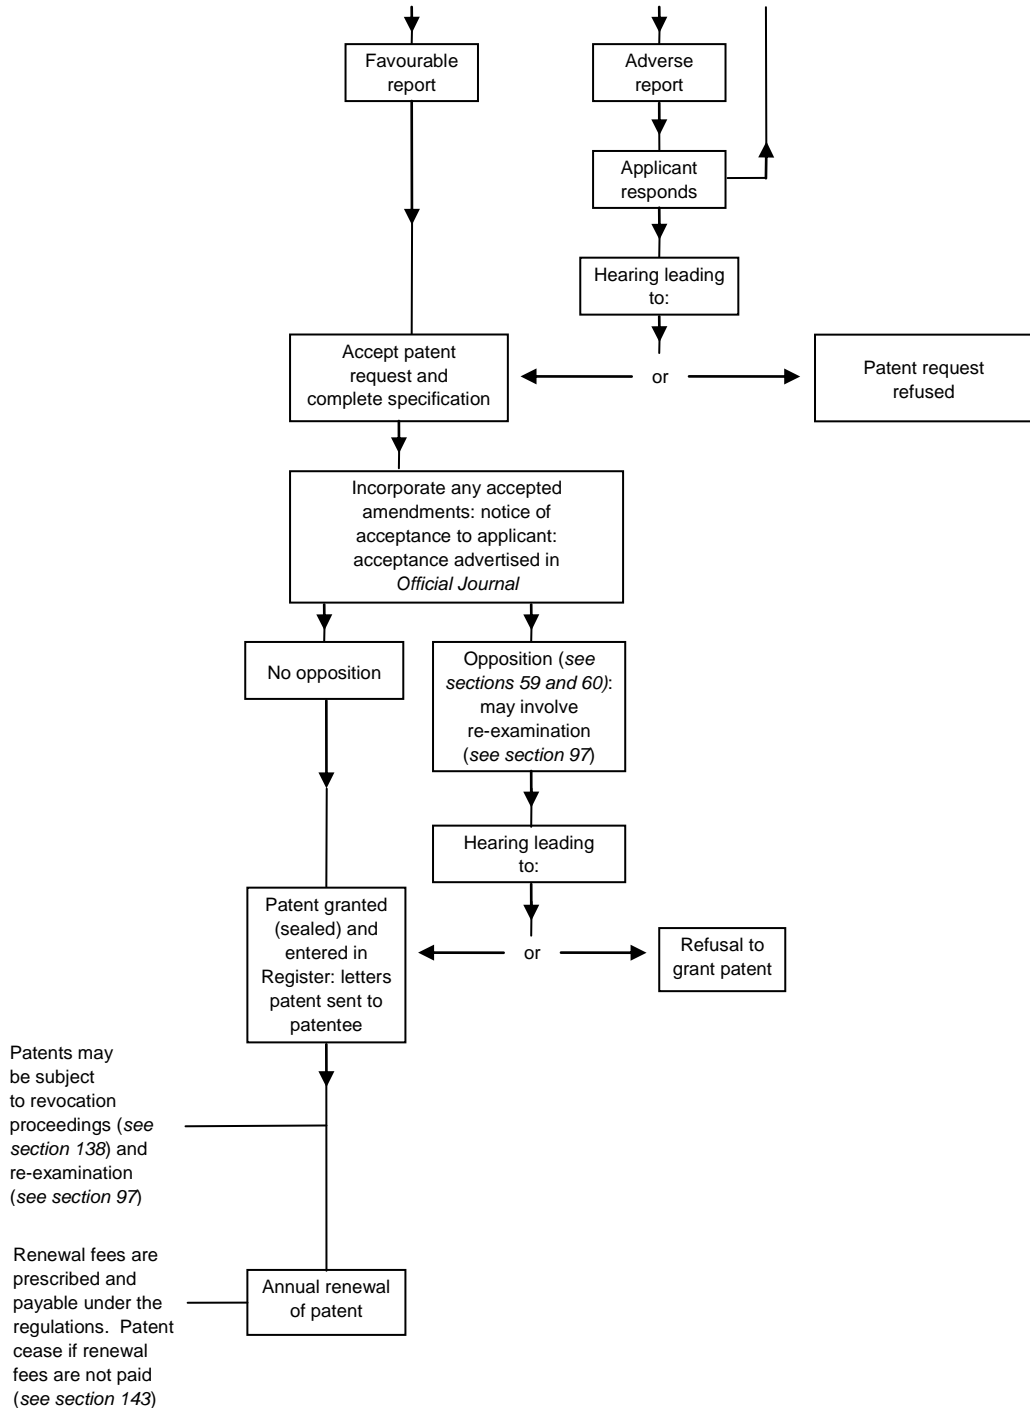 Favourable
report
Adverse
report
Applicant
responds
Hearing leading
to:
Accept patent
request and
complete specification
or
Patent request
refused
Incorporate any accepted
amendments: notice of
acceptance to applicant:
acceptance advertised in
Official Journal
No opposition
Opposition (see
sections 59 and 60):
may involve
re-examination
(see section 97)
Hearing leading
to:
Patent granted
(sealed) and
entered in
Register: letters
patent sent to
patentee
or
Refusal to
grant patent
Patents may
be subject
to revocation
proceedings (see
section 138) and
re-examination
(see section 97)
Renewal fees are
prescribed and
payable under the
regulations. Patent
cease if renewal
fees are not paid
(see section 143)
Annual renewal
of patent